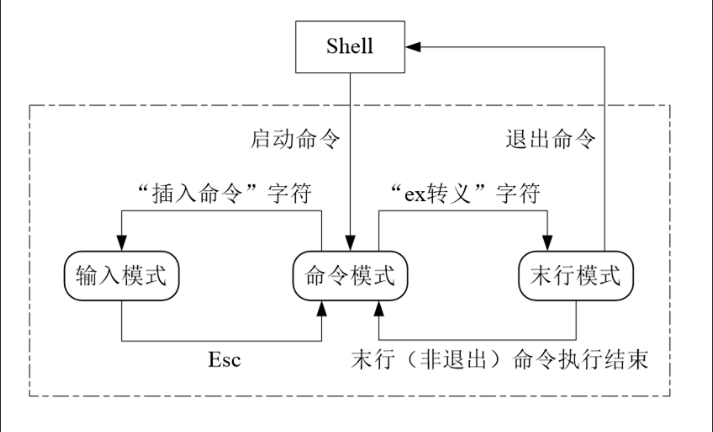 Shell
启动命令
退出命令
“插入命令”字符
“ex转义”字符
输入模式
命令模式
末行模式
Esc
末行（非退出）命令执行结束